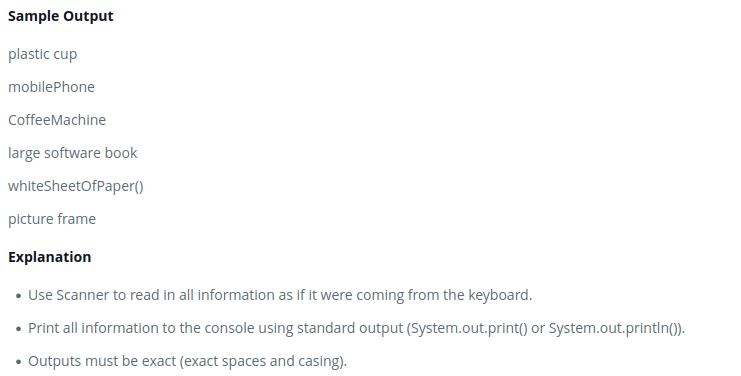 Sample Output
plastic cup
mobilePhone
CoffeeMachine
large software book
whiteSheetOfPaper()
picture frame
Explanation
• Use Scanner to read in all information as if it were coming from the keyboard.
• Print all information to the console using standard output (System.out.print() or System.out.println()).
• Outputs must be exact (exact spaces and casing).